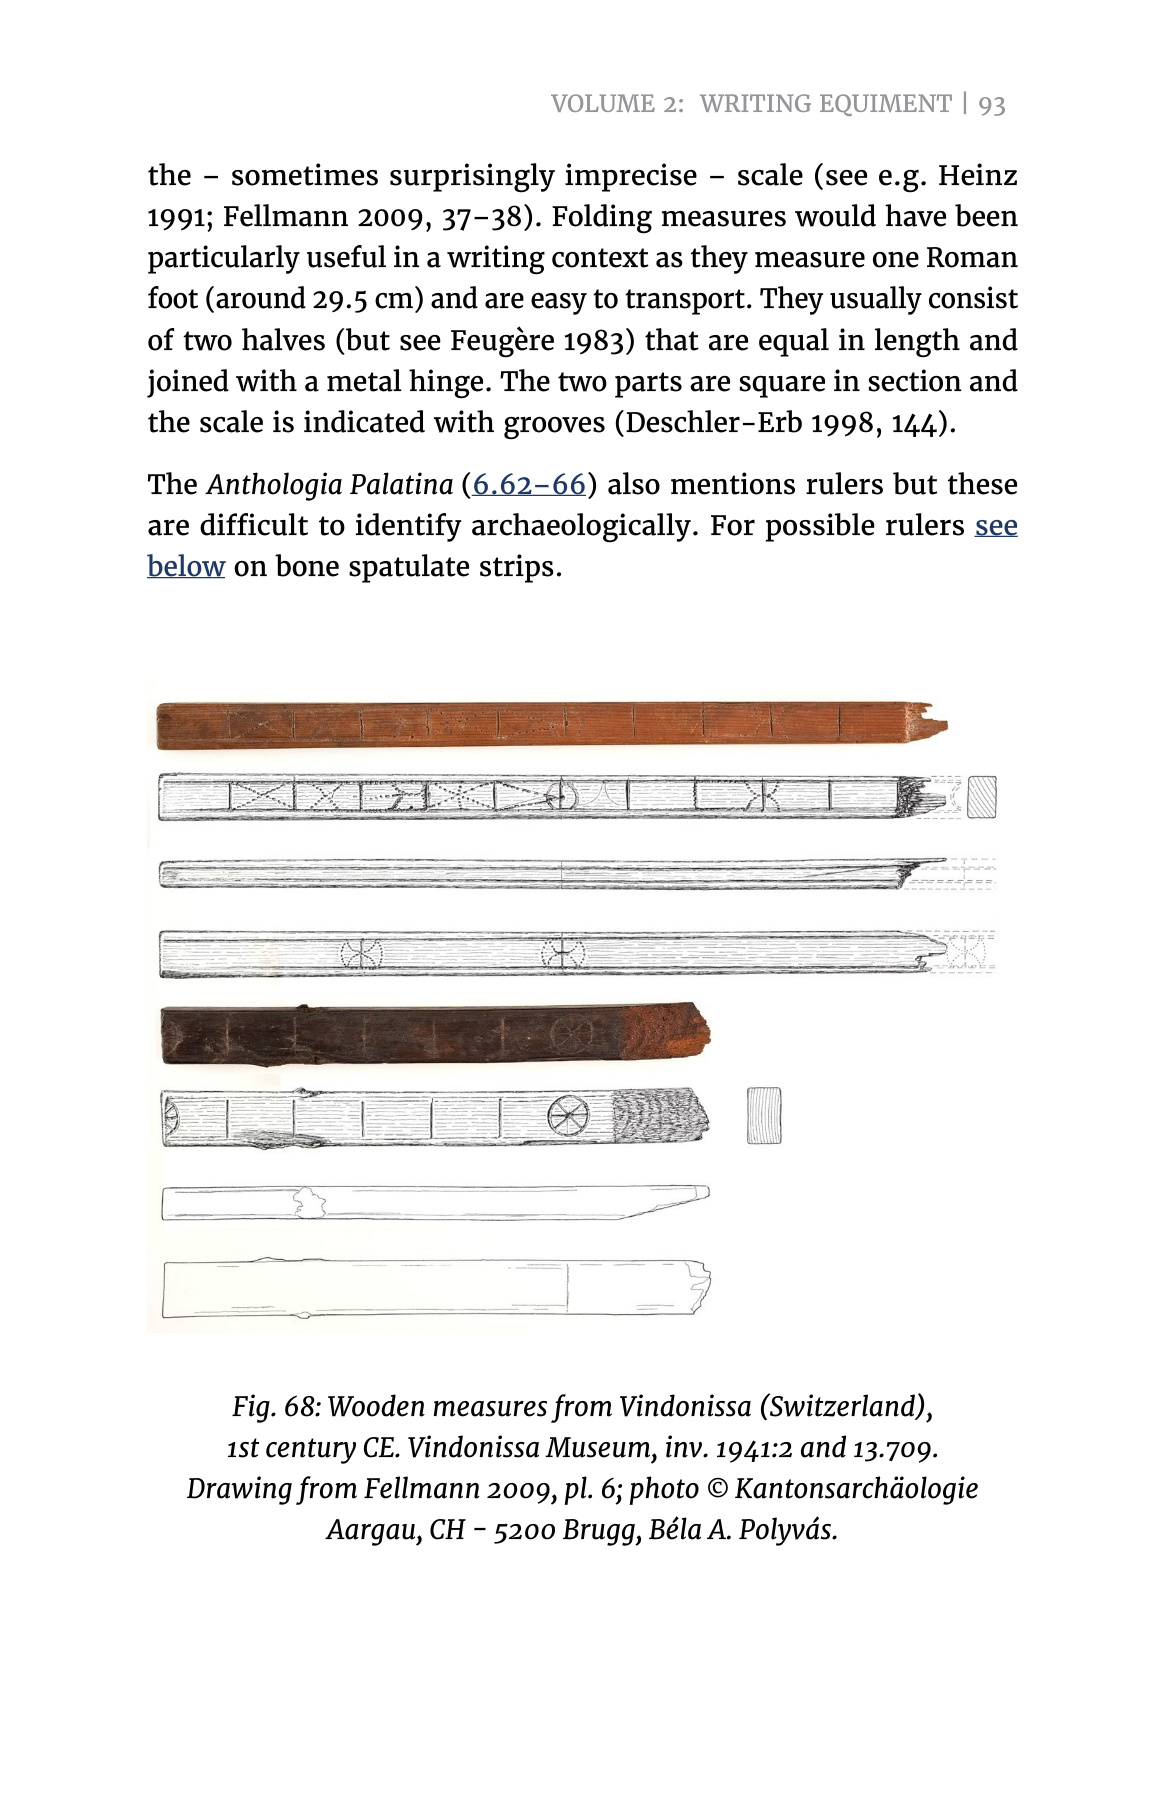 VOLUME 2: WRITING EQUIMENT | 93
the – sometimes surprisingly imprecise – scale (see e.g. Heinz
1991; Fellmann 2009, 37–38). Folding measures would have been
particularly useful in a writing context as they measure one Roman
foot (around 29.5 cm) and are easy to transport. They usually consist
of two halves (but see Feugère 1983) that are equal in length and
joined with a metal hinge. The two parts are square in section and
the scale is indicated with grooves (Deschler-Erb 1998, 144).
The Anthologia Palatina (6.62–66) also mentions rulers but these
are difficult to identify archaeologically. For possible rulers see
below on bone spatulate strips.
Fig. 68: Wooden measures from Vindonissa (Switzerland),
1st century CE. Vindonissa Museum, inv. 1941:2 and 13.709.
Drawing from Fellmann 2009, pl. 6; photo © Kantonsarchäologie
Aargau, CH - 5200 Brugg, Béla A. Polyvás.